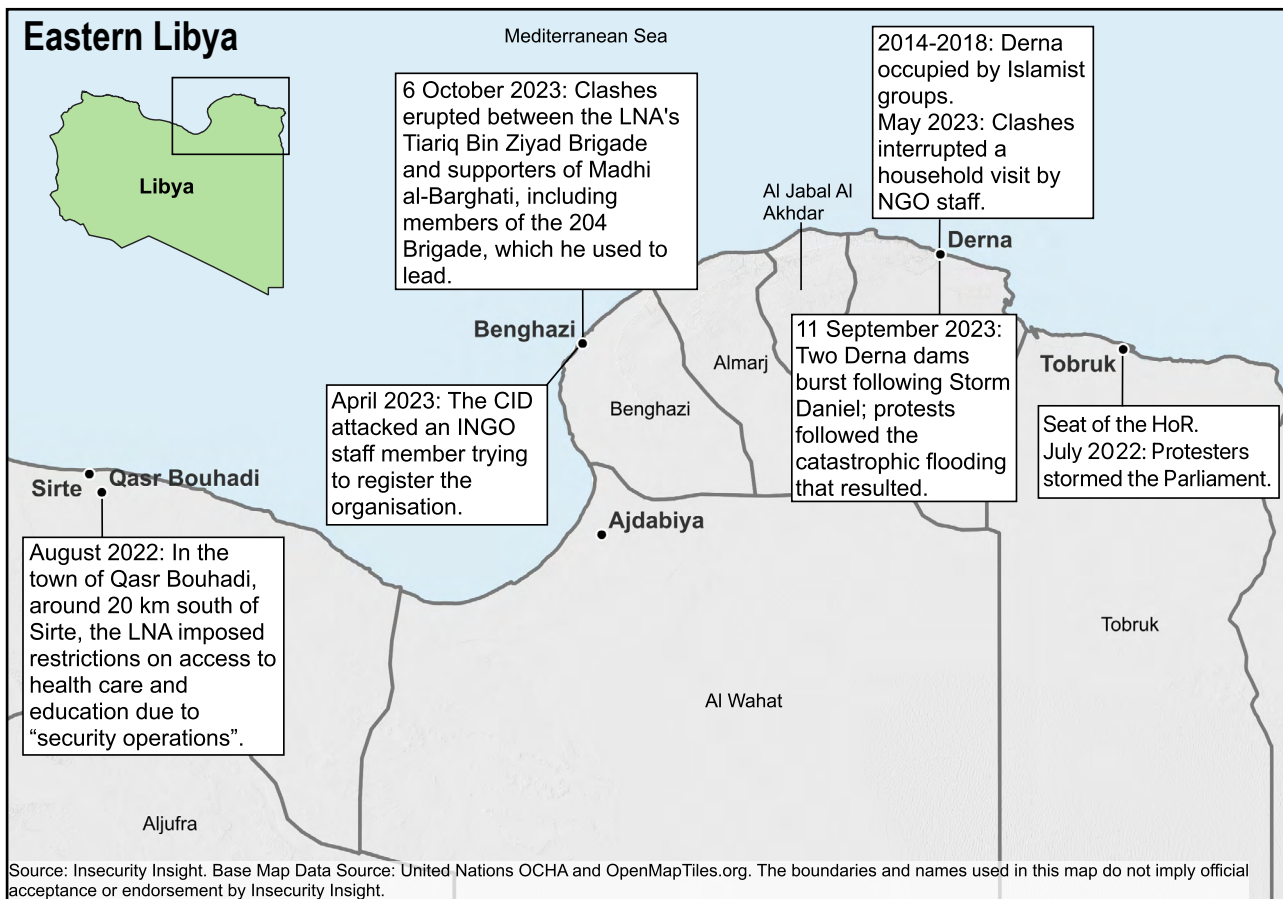 Eastern Libya
Mediterranean Sea
Libya
6 October 2023: Clashes
erupted between the LNA's
Tiariq Bin Ziyad Brigade
and supporters of Madhi
al-Barghati, including
members of the 204
Brigade, which he used to
lead.
2014-2018: Derna
occupied by Islamist
groups.
May 2023: Clashes
interrupted a
household visit by
NGO staff.
Al Jabal Al
Akhdar
Derna
Benghazi
11 September 2023:
Two Derna dams
burst following Storm
Daniel; protests
followed the
catastrophic flooding
that resulted.
Almarj
Tobruk
April 2023: The CID
attacked an INGO
staff member trying
to register the
organisation.
Benghazi
Seat of the HoR.
July 2022: Protesters
stormed the Parliament.
Sirte
Qasr Bouhadi
Ajdabiya
August 2022: In the
town of Qasr Bouhadi,
around 20 km south of
Sirte, the LNA imposed
restrictions on access to
health care and
education due to
“security operations”.
Tobruk
Al Wahat
Aljufra
Source: Insecurity Insight. Base Map Data Source: United Nations OCHA and OpenMapTiles.org. The boundaries and names used in this map do not imply official
acceptance or endorsement by Insecurity Insight.